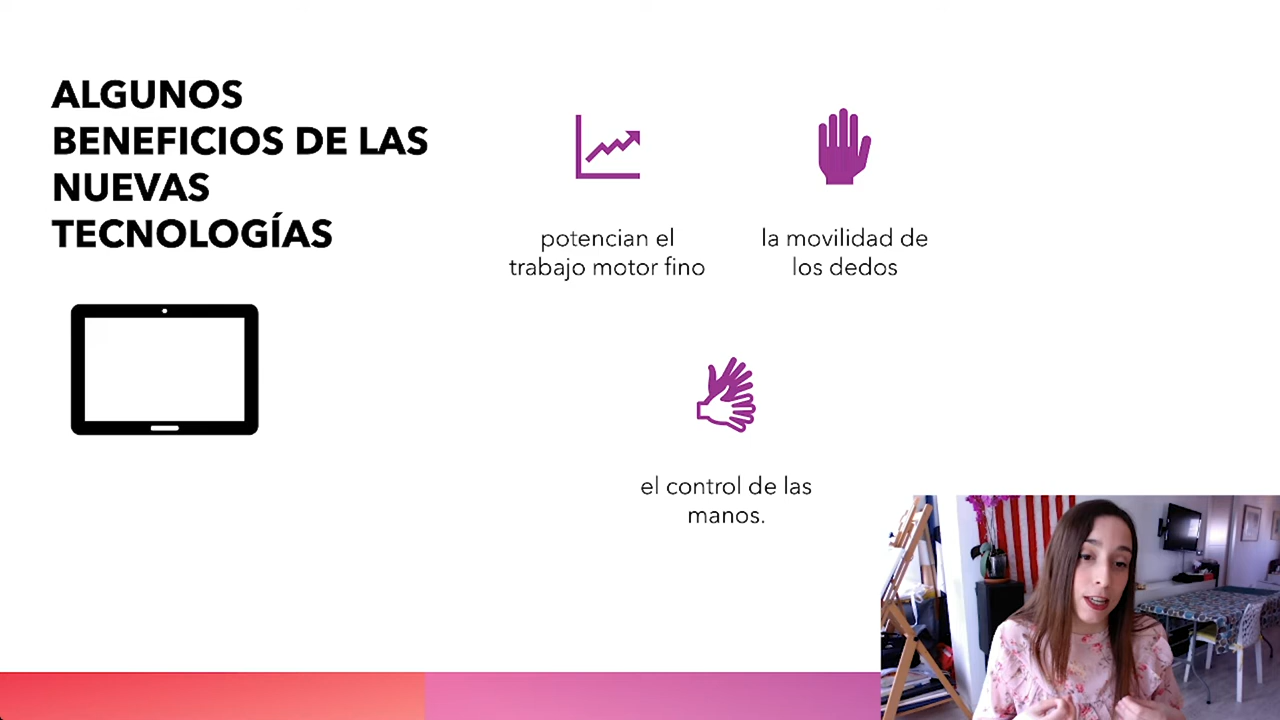 ALGUNOS
BENEFICIOS DE LAS
NUEVAS
TECNOLOGÍAS
potencian el
trabajo motor fino
la movilidad de
los dedos
el control de las
manos.